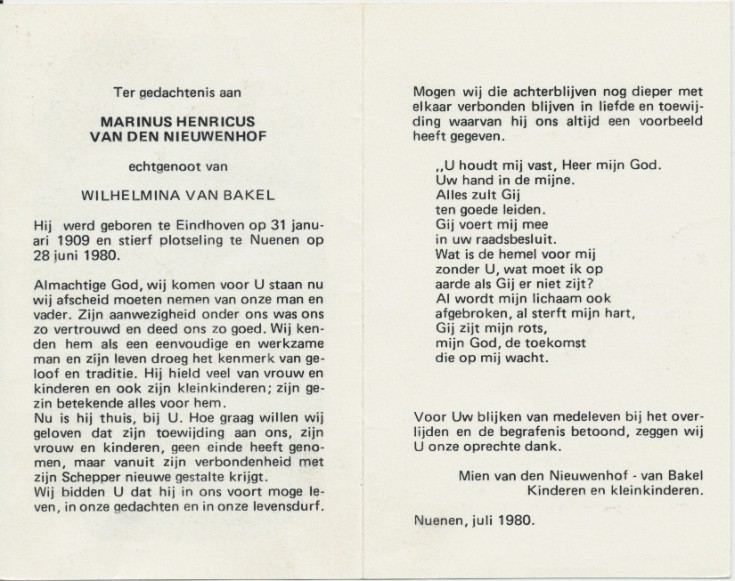 Ter gedachtenis aan
MARINUS HENRICUS
VAN DEN NIEUWENHOF
echtgenoot van
WILHELMINA VAN BAKEL
Hij werd geboren te Eindhoven op 31 janu-
ari 1909 en stierf plotseling te Nuenen op
28 juni 1980.
Almachtige God, wij komen voor U staan nu
wij afscheid moeten nemen van onze man en
vader. Zijn aanwezigheid onder ons was ons
zo vertrouwd en deed ons zo goed. Wij ken-
den hem als een eenvoudige en werkzame
man en zijn leven droeg het kenmerk van ge-
loof en traditie. Hij hield veel van vrouw en
kinderen en ook zijn kleinkinderen; zijn ge-
zin betekende alles voor hem.
Nu is hij thuis, bij U. Hoe graag willen wij
geloven dat zijn toewijding aan ons, zijn
vrouw en kinderen, geen einde heeft geno-
men, maar vanuit zijn verbondenheid met
zijn Schepper nieuwe gestalte krijgt.
Wij bidden U dat hij in ons voort moge le-
ven, in onze gedachten en in onze levensdurf.
Mogen wij die achterblijven nog dieper met
elkaar verbonden blijven in liefde en toewij-
ding waarvan hij ons altijd een voorbeeld
heeft gegeven.
„U houdt mij vast, Heer mijn God.
Uw hand in de mijne.
Alles zult Gij
ten goede leiden.
Gij voert mij mee
in uw raadsbesluit.
Wat is de hemel voor mij
zonder U, wat moet ik op
aarde als Gij er niet zijt?
Al wordt mijn lichaam ook
afgebroken, al sterft mijn hart,
Gij zijt mijn rots,
mijn God, de toekomst
die op mij wacht.
Voor Uw blijken van medeleven bij het over-
lijden en de begrafenis betoond, zeggen wij
U onze oprechte dank.
Mien van den Nieuwenhof - van Bakel
Kinderen en kleinkinderen.
Nuenen, juli 1980.